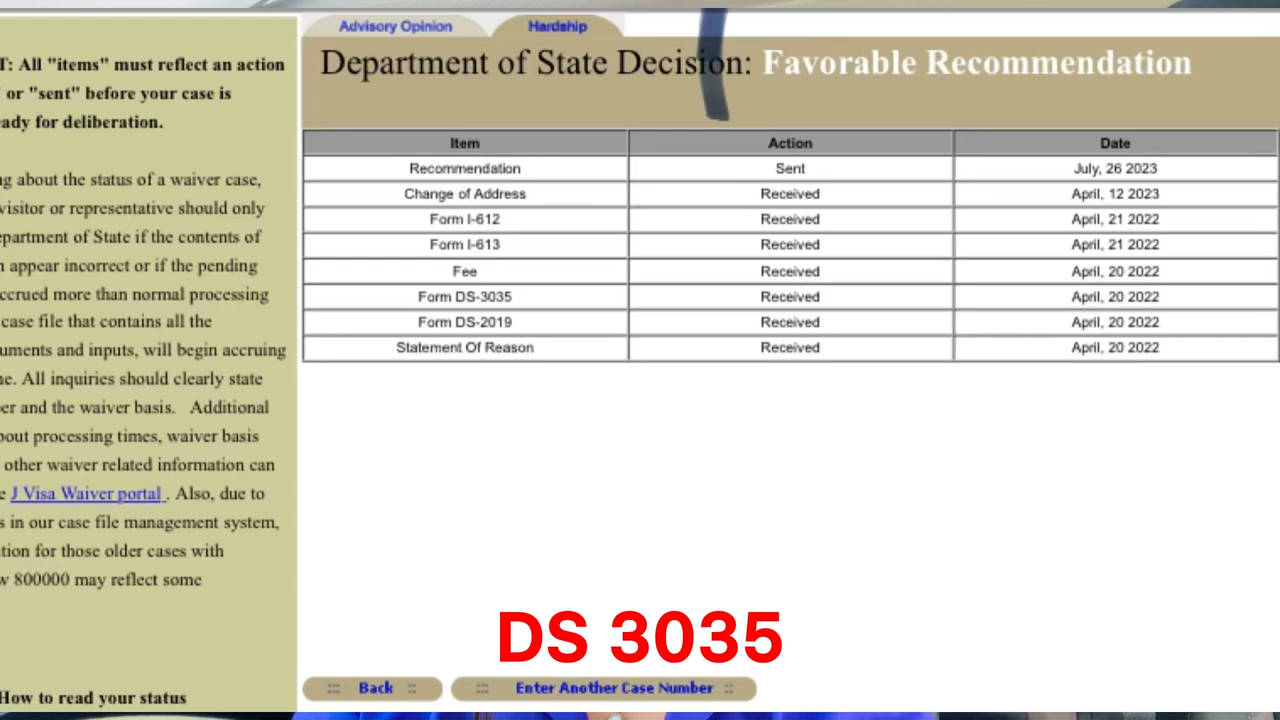 Advisory Opinion Hardship
Department of State Decision: Favorable Recommendation
T: All "items" must reflect an action
" or "sent" before your case is
ady for deliberation.
ng about the status of a waiver case,
visitor or representative should only
epartment of State if the contents of
n appear incorrect or if the pending
ccrued more than normal processing
case file that contains all the
uments and inputs, will begin accruing
ne. All inquiries should clearly state
er and the waiver basis. Additional
bout processing times, waiver basis
other waiver related information can
e J Visa Waiver portal . Also, due to
s in our case file management system,
tion for those older cases with
w 800000 may reflect some
How to read your status
Item Action Date
Recommendation Sent July, 26 2023
Change of Address Received April, 12 2023
Form I-612 Received April, 21 2022
Form I-613 Received April, 21 2022
Fee Received April, 20 2022
Form DS-3035 Received April, 20 2022
Form DS-2019 Received April, 20 2022
Statement Of Reason Received April, 20 2022
DS 3035
Back Enter Another Case Number